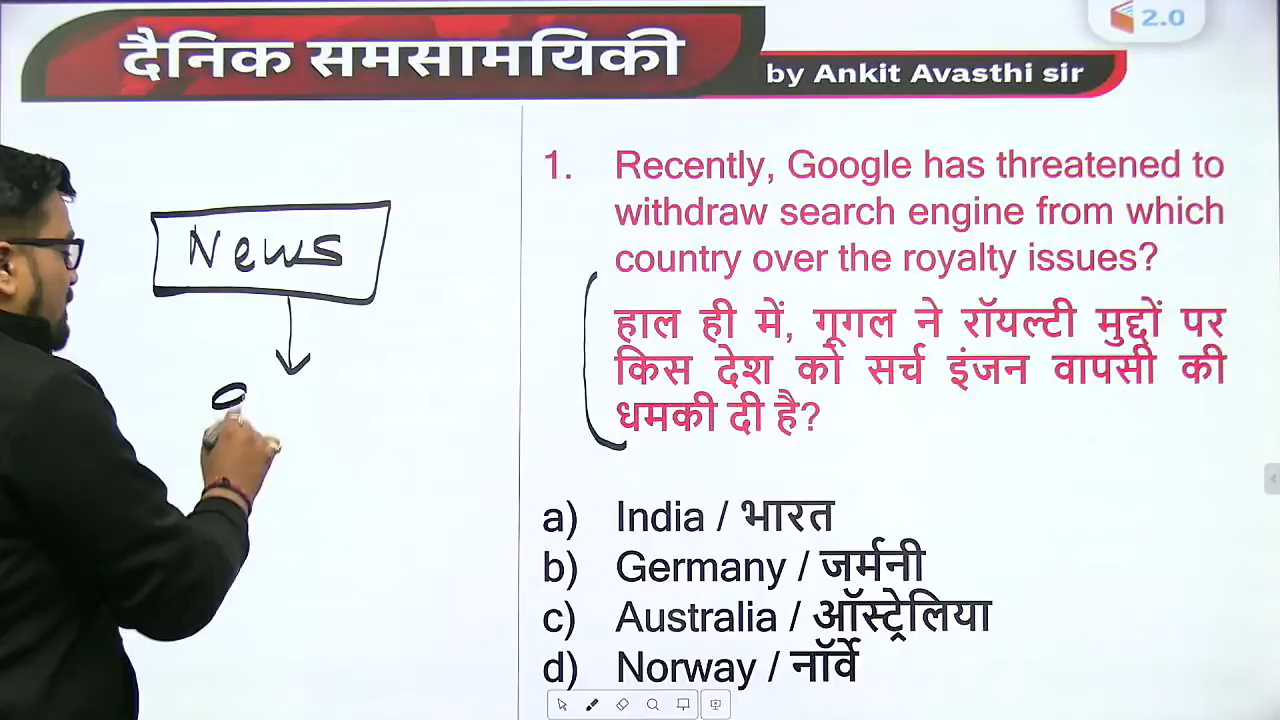 दैनिक समसामयिकी
by Ankit Avasthi sir
2.0
News
1. Recently, Google has threatened to
withdraw search engine from which
country over the royalty issues?
हाल ही में, गूगल ने रॉयल्टी मुद्दों पर
किस देश को सर्च इंजन वापसी की
धमकी दी है?
a) India / भारत
b) Germany / जर्मनी
c) Australia / ऑस्ट्रेलिया
d) Norway / नॉर्वे